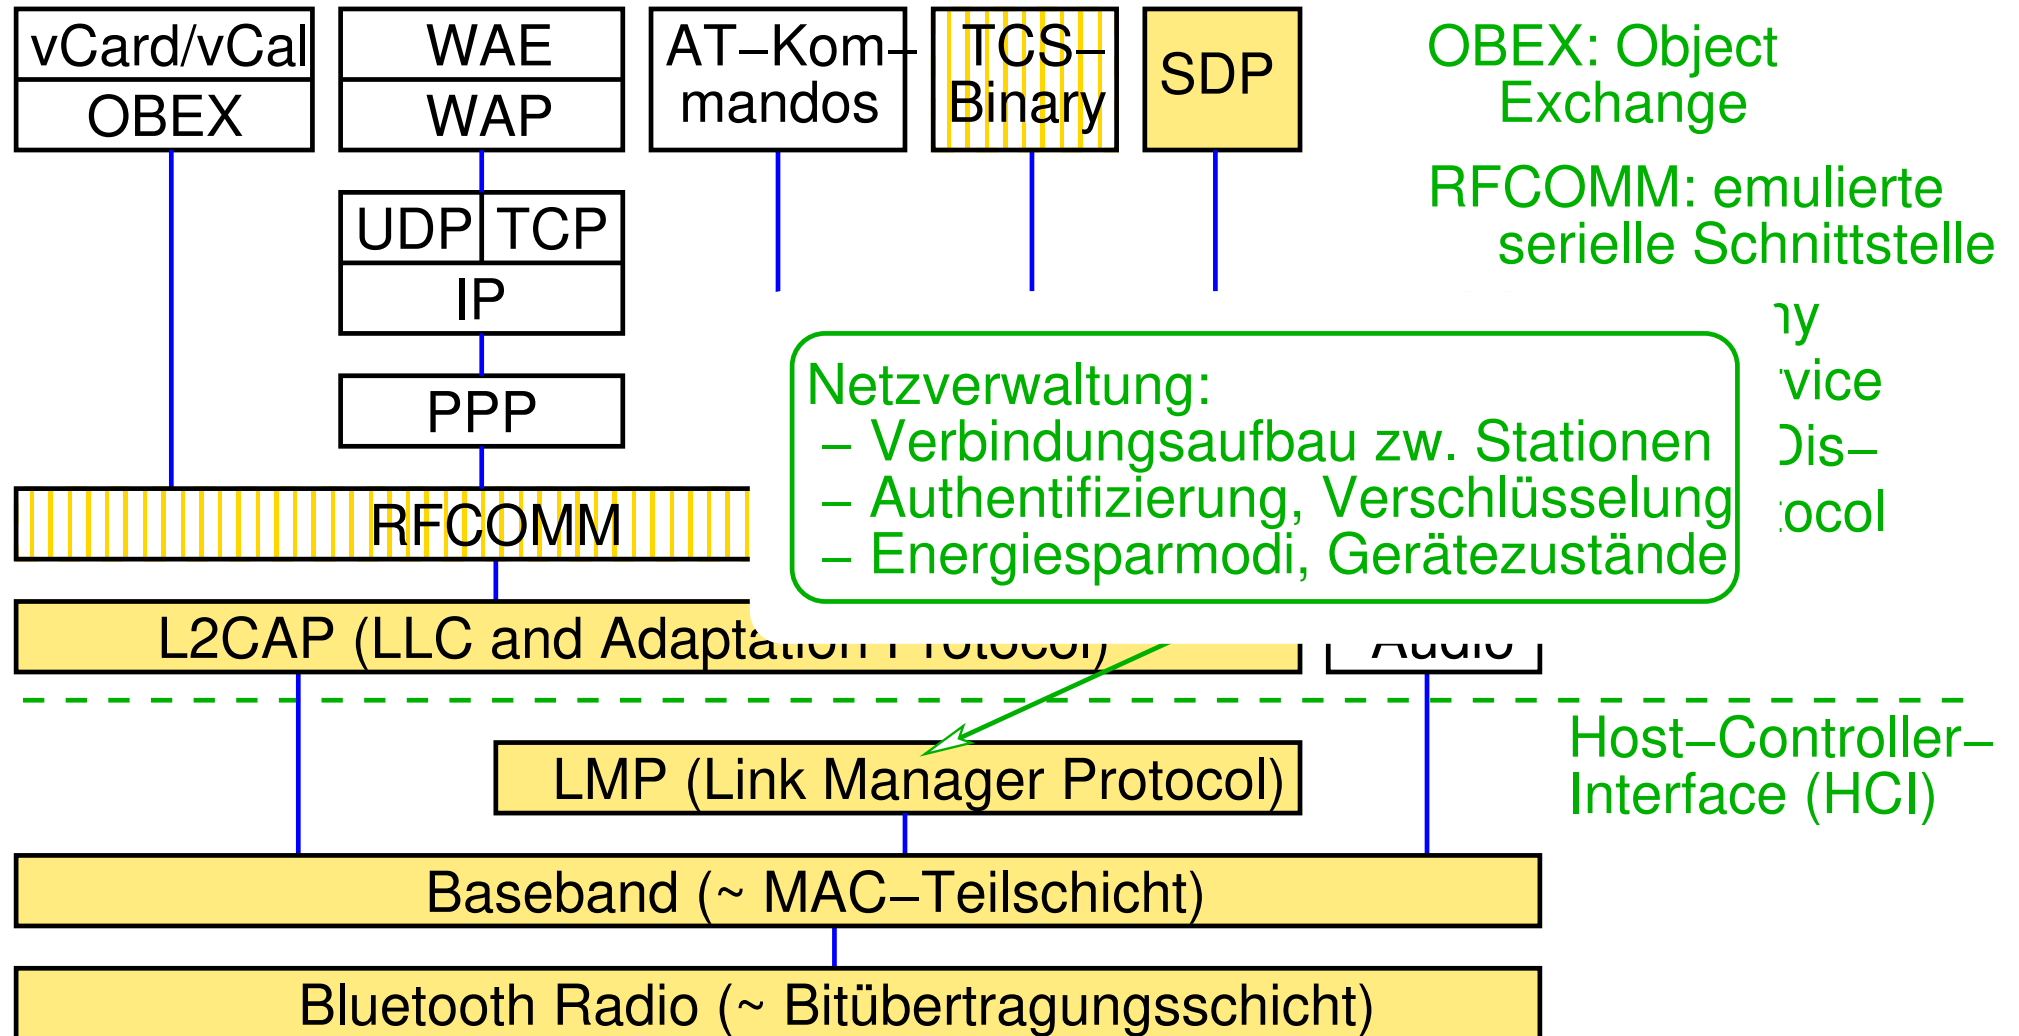 vCard/vCal
OBEX
WAE
WAP
UDP TCP
IP
PPP
AT–Kom–
mandos
TCS–
Binary
SDP
OBEX: Object
Exchange
RFCOMM: emulierte
serielle Schnittstelle
Netzverwaltung:
– Verbindungsaufbau zw. Stationen
– Authentifizierung, Verschlüsselung
– Energiesparmodi, Gerätezustände
RFCOMM
L2CAP (LLC and Adaptation Protocol)
Audio
Host–Controller–
Interface (HCI)
LMP (Link Manager Protocol)
Baseband (~ MAC–Teilschicht)
Bluetooth Radio (~ Bitübertragungsschicht)